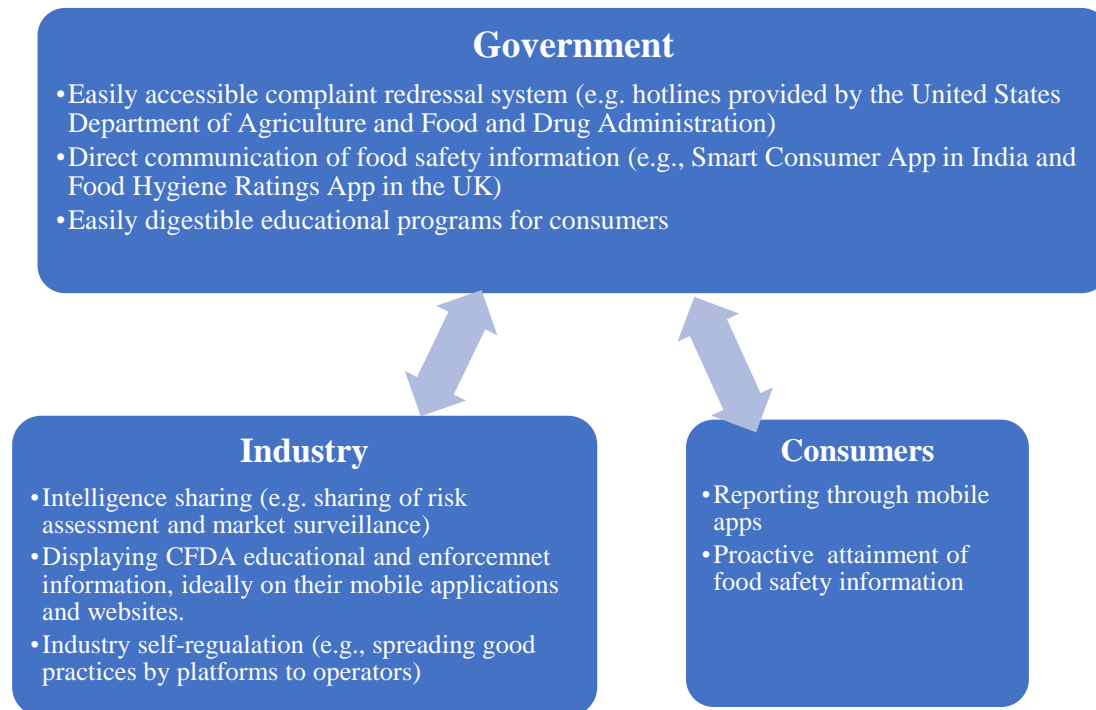 Government
•Easily accessible complaint redressal system (e.g. hotlines provided by the United States
Department of Agriculture and Food and Drug Administration)
•Direct communication of food safety information (e.g., Smart Consumer App in India and
Food Hygiene Ratings App in the UK)
•Easily digestible educational programs for consumers
Industry
•Intelligence sharing (e.g. sharing of risk
assessment and market surveillance)
•Displaying CFDA educational and enforcemnet
information, ideally on their mobile applications
and websites.
•Industry self-regualation (e.g., spreading good
practices by platforms to operators)
Consumers
•Reporting through mobile
apps
•Proactive attainment of
food safety information